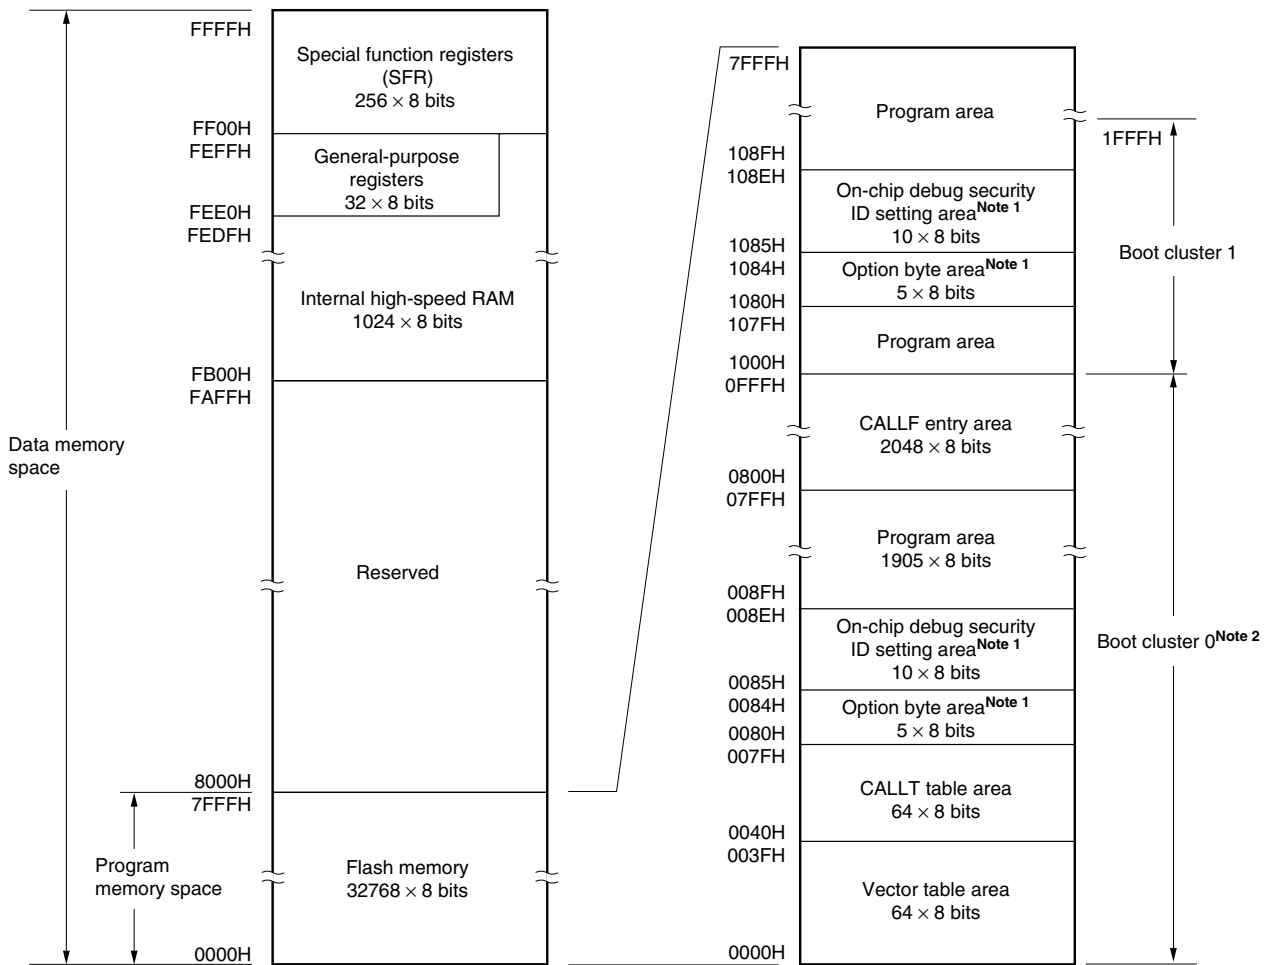 FFFFH
Special function registers
(SFR)
256 × 8 bits
FF00H
FEFFH
General-purpose
registers
32 × 8 bits
FEE0H
FEDFH
Internal high-speed RAM
1024 × 8 bits
FB00H
FAFFH
Data memory
space
Reserved
8000H
7FFFH
Program
memory space
Flash memory
32768 × 8 bits
0000H
7FFFH
Program area
1FFFH
108FH
108EH
On-chip debug security
ID setting areaNote 1
10 × 8 bits
1085H
1084H
Option byte areaNote 1
5 × 8 bits
1080H
107FH
Program area
1000H
0FFFH
Boot cluster 1
CALLF entry area
2048 × 8 bits
0800H
07FFH
Program area
1905 × 8 bits
008FH
008EH
On-chip debug security
ID setting areaNote 1
10 × 8 bits
0085H
0084H
Option byte areaNote 1
5 × 8 bits
0080H
007FH
Boot cluster 0Note 2
CALLT table area
64 × 8 bits
0040H
003FH
Vector table area
64 × 8 bits
0000H